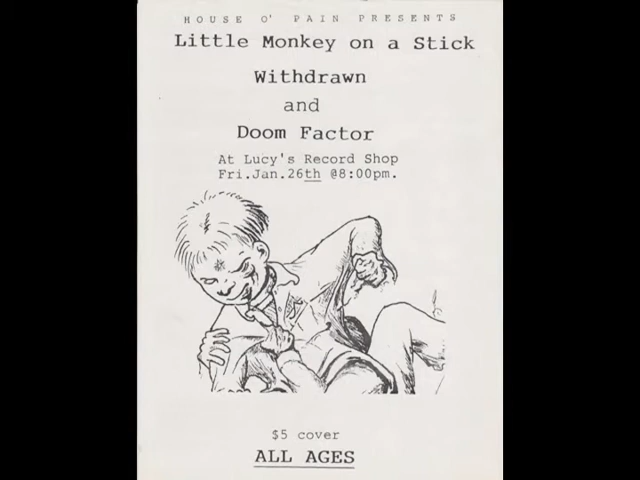 HOUSE O' PAIN PRESENTS
Little Monkey on a Stick
Withdrawn
and
Doom Factor
At Lucy's Record Shop
Fri.Jan.26th @8:00pm.
$5 cover
ALL AGES